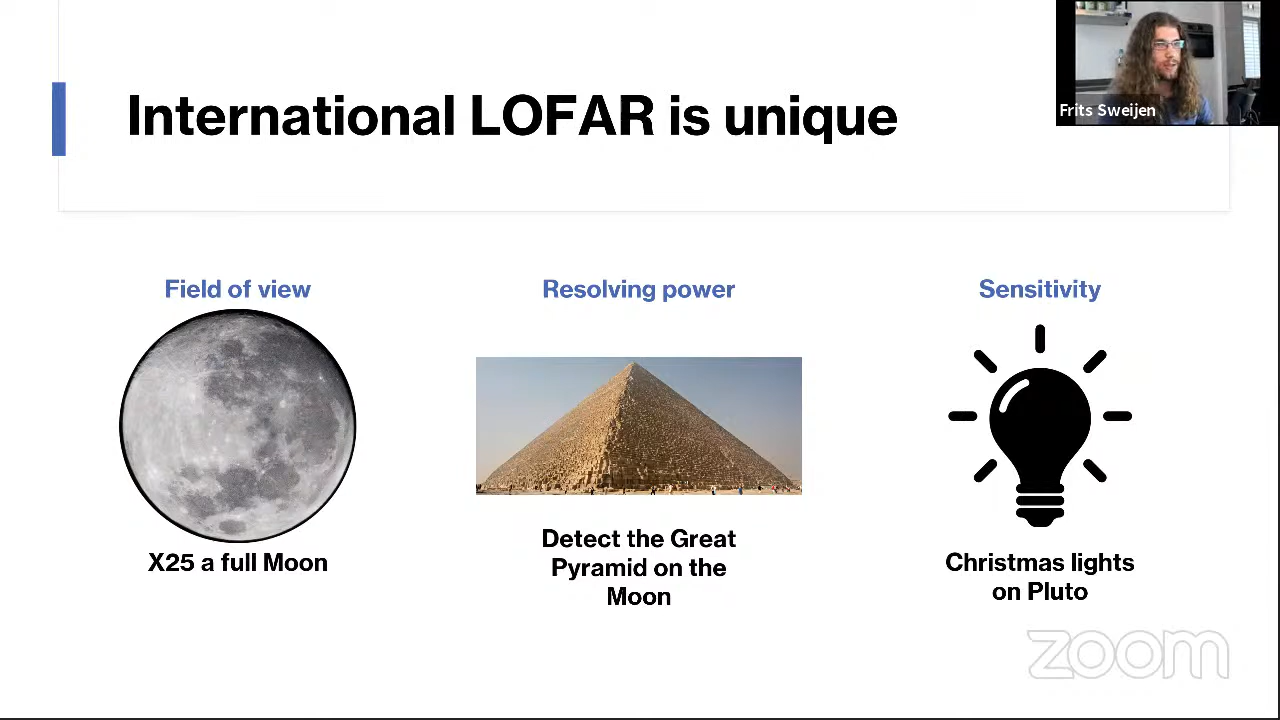 International LOFAR is unique
Frits Sweijen
Field of view
Resolving power
Sensitivity
X25 a full Moon
Detect the Great
Pyramid on the
Moon
Christmas lights
on Pluto
zoom